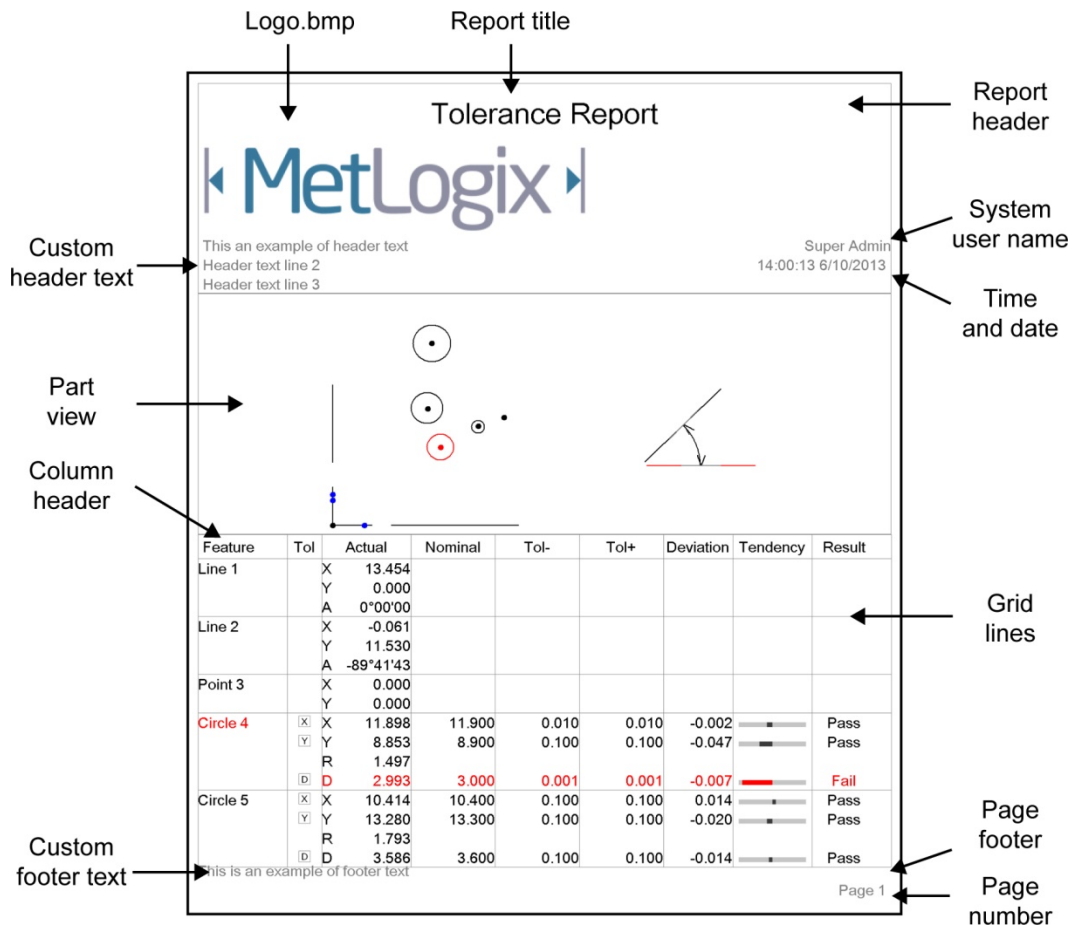 Logo.bmp
Report title
Tolerance Report
Report
header
MetLogix
System
user name
Custom
header text
This an example of header text
Header text line 2
Header text line 3
Super Admin
14:00:13 6/10/2013
Time
and date
Part
view
Column
header
Feature Tol Actual Nominal Tol- Tol+ Deviation Tendency Result
Line 1 X 13.454
Y 0.000
A 0°00'00
Grid
lines
Line 2 X -0.061
Y 11.530
A -89°41'43
Point 3 X 0.000
Y 0.000
Circle 4 X X 11.898 11.900 0.010 0.010 -0.002 Pass
Y Y 8.853 8.900 0.100 0.100 -0.047 Pass
R 1.497
D D 2.993 3.000 0.001 0.001 -0.007 Fail
Circle 5 X X 10.414 10.400 0.100 0.100 0.014 Pass
Y Y 13.280 13.300 0.100 0.100 -0.020 Pass
R 1.793
D D 3.586 3.600 0.100 0.100 -0.014 Pass
Page
footer
Custom
footer text
This is an example of footer text
Page 1
Page
number